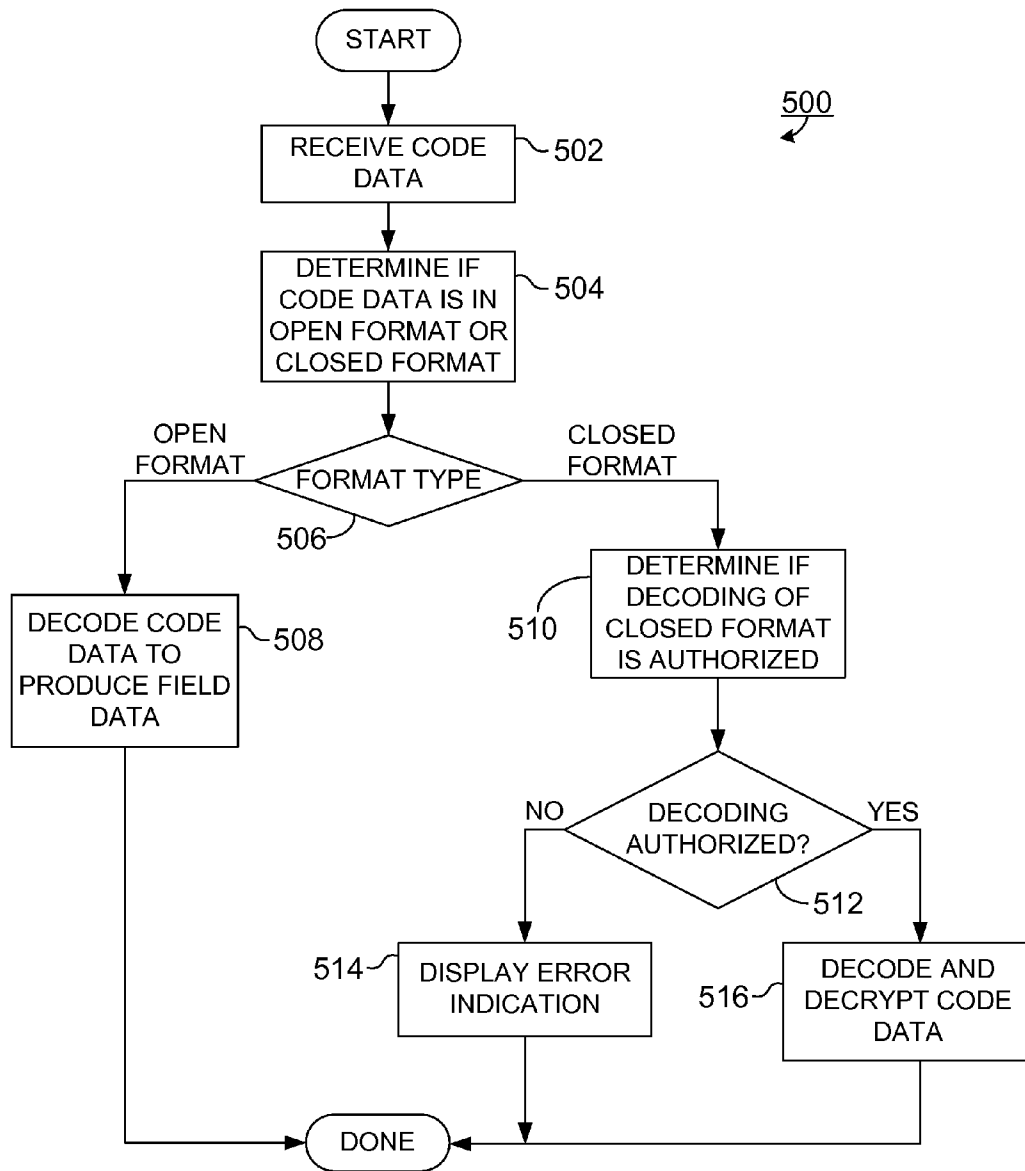 START
500
RECEIVE CODE
DATA
502
DETERMINE IF
CODE DATA IS IN
OPEN FORMAT OR
CLOSED FORMAT
504
OPEN
FORMAT
CLOSED
FORMAT
FORMAT TYPE
506
DECODE CODE
DATA TO
PRODUCE FIELD
DATA
508
510
DETERMINE IF
DECODING OF
CLOSED FORMAT
IS AUTHORIZED
NO
DECODING
AUTHORIZED?
YES
512
514
DISPLAY ERROR
INDICATION
516
DECODE AND
DECRYPT CODE
DATA
DONE